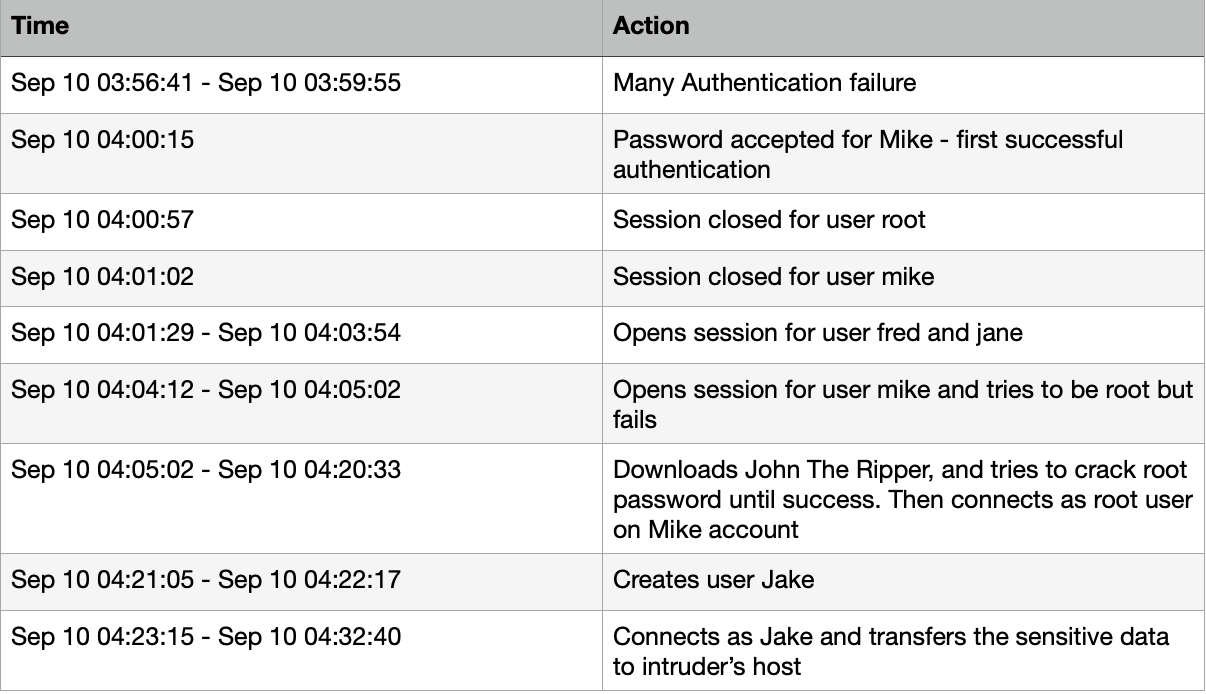 Time
Action
Sep 10 03:56:41 - Sep 10 03:59:55
Many Authentication failure
Sep 10 04:00:15
Password accepted for Mike - first successful
authentication
Sep 10 04:00:57
Session closed for user root
Sep 10 04:01:02
Session closed for user mike
Sep 10 04:01:29 - Sep 10 04:03:54
Opens session for user fred and jane
Sep 10 04:04:12 - Sep 10 04:05:02
Opens session for user mike and tries to be root but
fails
Sep 10 04:05:02 - Sep 10 04:20:33
Downloads John The Ripper, and tries to crack root
password until success. Then connects as root user
on Mike account
Sep 10 04:21:05 - Sep 10 04:22:17
Creates user Jake
Sep 10 04:23:15 - Sep 10 04:32:40
Connects as Jake and transfers the sensitive data
to intruder’s host